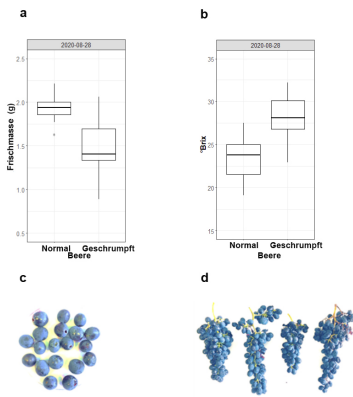 a
b
2020-08-28
2020-08-28
Frischmasse (g)
2.5
2.0
1.5
1.0
0.5
Normal Geschrumpft
Beere
°Brix
35
30
25
20
15
Normal Geschrumpft
Beere
c
d